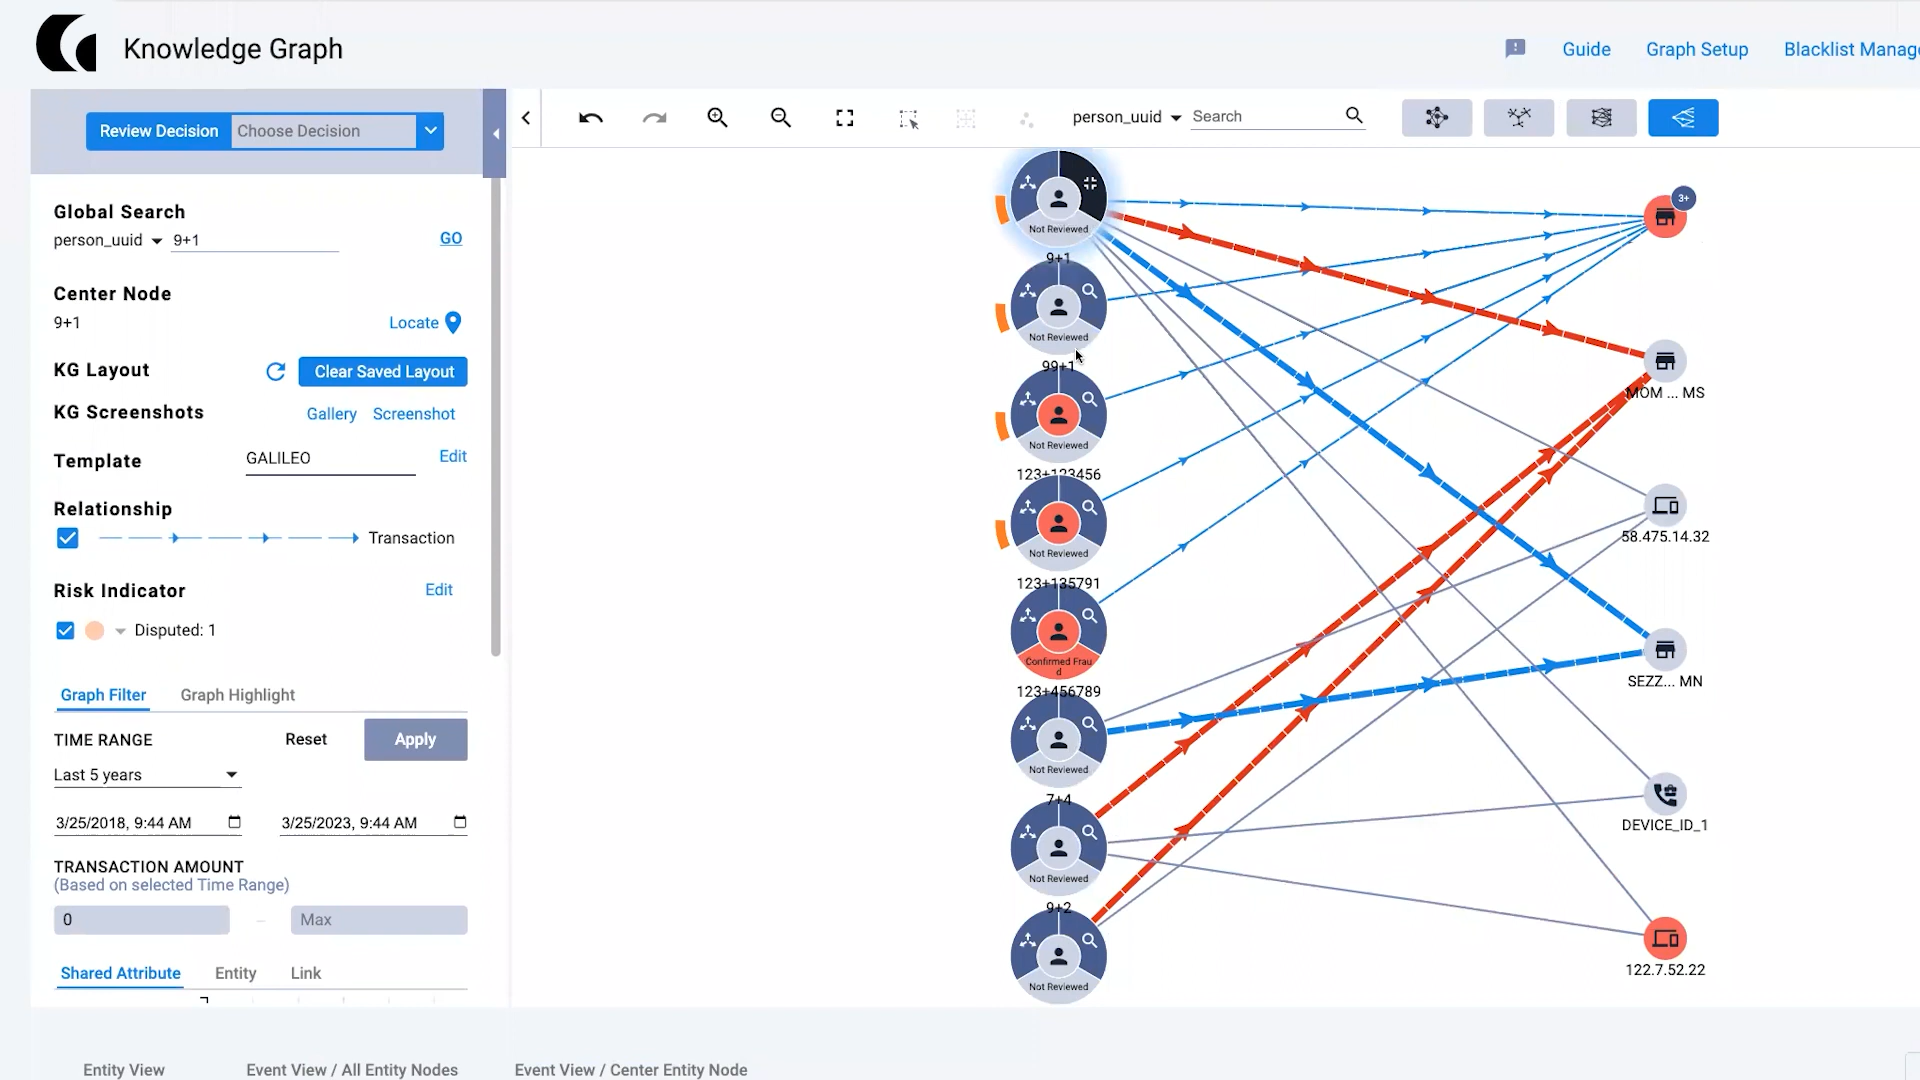 Knowledge Graph
Guide
Graph Setup
Blacklist Manag
Review Decision
Choose Decision
person_uuid
Search
Global Search
person_uuid
9+1
GO
Center Node
9+1
Locate
KG Layout
Clear Saved Layout
KG Screenshots
Gallery
Screenshot
Template
GALILEO
Edit
Relationship
Transaction
Risk Indicator
Edit
Disputed: 1
Graph Filter
Graph Highlight
TIME RANGE
Reset
Apply
Last 5 years
3/25/2018, 9:44 AM
3/25/2023, 9:44 AM
TRANSACTION AMOUNT
(Based on selected Time Range)
0
–
Max
Shared Attribute
Entity
Link
Not Reviewed
9+1
Not Reviewed
99+1
Not Reviewed
123+123456
Not Reviewed
123+135791
Confirmed Frau
d
123+456789
Not Reviewed
7+4
Not Reviewed
9+2
Not Reviewed
3+
MOM ... MS
58.475.14.32
SEZZ... MN
DEVICE_ID_1
122.7.52.22
Entity View
Event View / All Entity Nodes
Event View / Center Entity Node